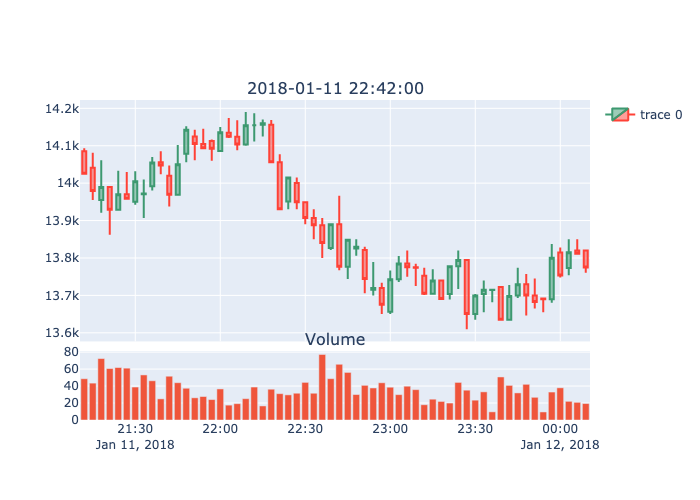 2018-01-11 22:42:00
14.2k
14.1k
14k
13.9k
13.8k
13.7k
13.6k
trace 0
Volume
80
60
40
20
0
21:30 22:00 22:30 23:00 23:30 00:00
Jan 11, 2018 Jan 12, 2018